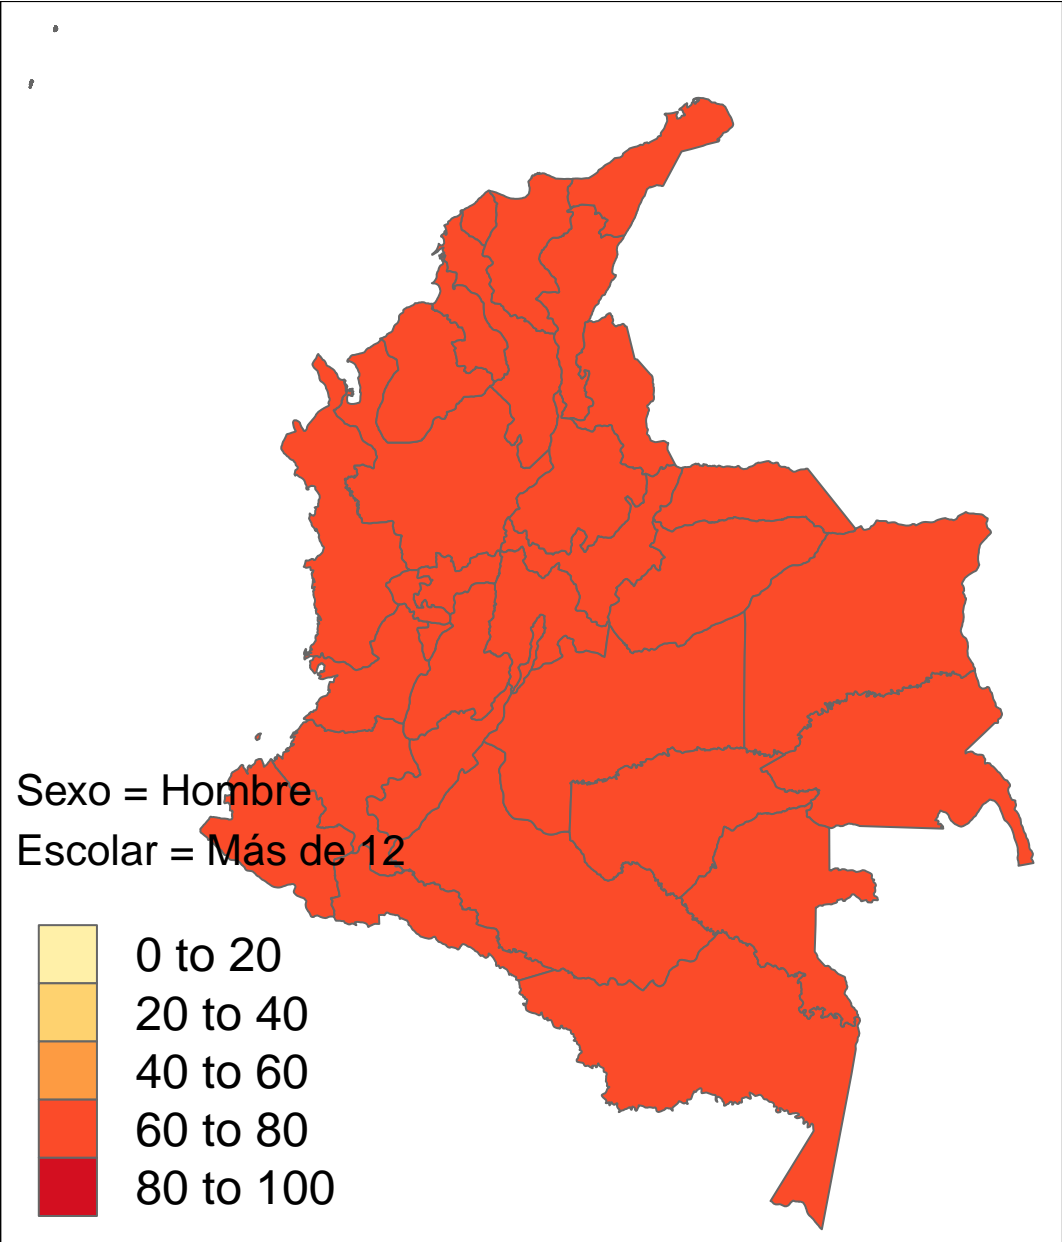 Sexo = Hombre
Escolar = Más de 12
0 to 20
20 to 40
40 to 60
60 to 80
80 to 100